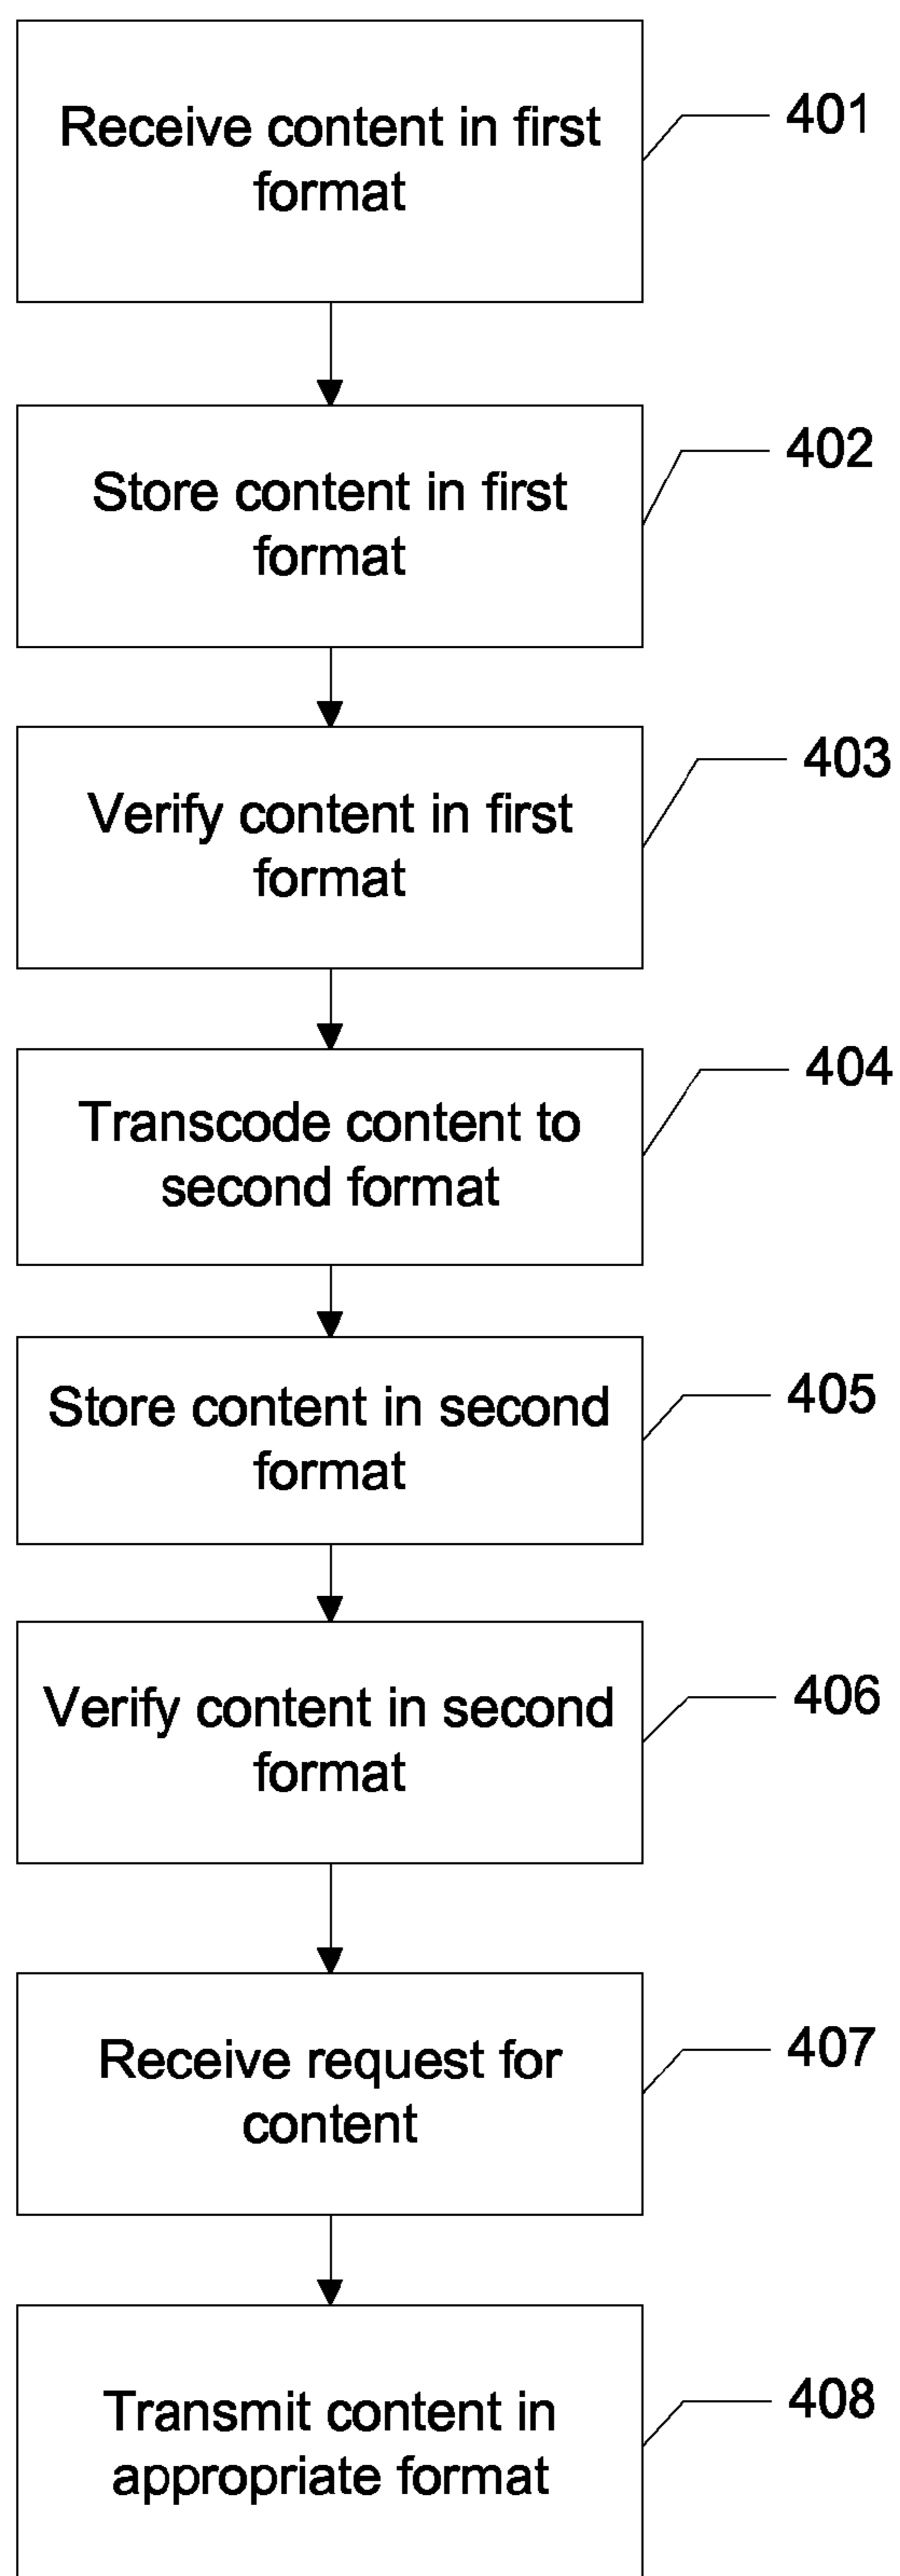 Receive content in first
format
401
Store content in first
format
402
Verify content in first
format
403
Transcode content to
second format
404
Store content in second
format
405
Verify content in second
format
406
Receive request for
content
407
Transmit content in
appropriate format
408